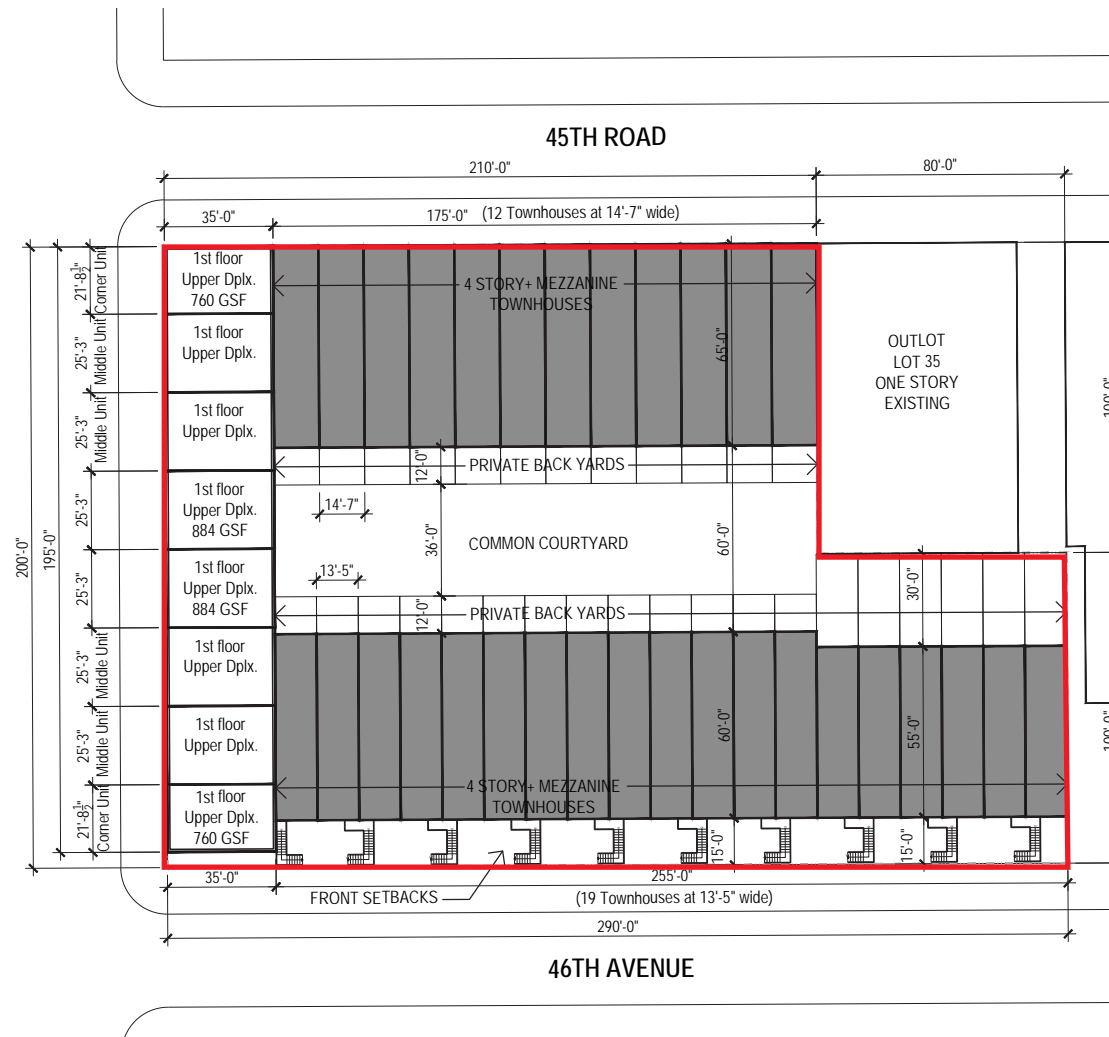 45TH ROAD
210'-0"
80'-0"
35'-0"
175'-0" (12 Townhouses at 14'-7" wide)
200'-0"
195'-0"
21'-8½"
Corner Unit
25'-3"
Middle Unit
25'-3"
Middle Unit
25'-3"
25'-3"
25'-3"
Middle Unit
25'-3"
Middle Unit
21'-8½"
Corner Unit
1st floor
Upper Dplx.
760 GSF
1st floor
Upper Dplx.
1st floor
Upper Dplx.
1st floor
Upper Dplx.
884 GSF
1st floor
Upper Dplx.
884 GSF
1st floor
Upper Dplx.
1st floor
Upper Dplx.
1st floor
Upper Dplx.
760 GSF
4 STORY+ MEZZANINE
TOWNHOUSES
65'-0"
OUTLOT
LOT 35
ONE STORY
EXISTING
100'-0"
12'-0"
PRIVATE BACK YARDS
14'-7"
36'-0"
COMMON COURTYARD
60'-0"
13'-5"
30'-0"
12'-0"
PRIVATE BACK YARDS
60'-0"
55'-0"
100'-0"
4 STORY+ MEZZANINE
TOWNHOUSES
15'-0"
15'-0"
35'-0"
255'-0"
FRONT SETBACKS
(19 Townhouses at 13'-5" wide)
290'-0"
46TH AVENUE